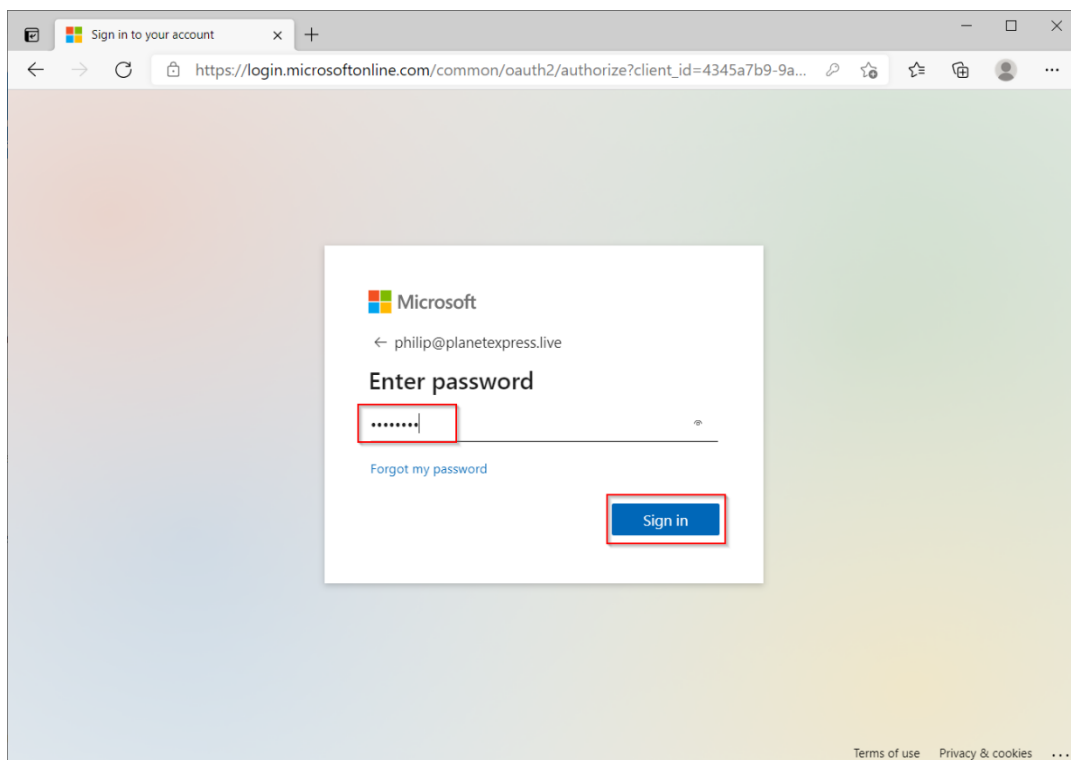 Sign in to your account
https://login.microsoftonline.com/common/oauth2/authorize?client_id=4345a7b9-9a...
Microsoft
← philip@planetexpress.live
Enter password
••••••••
Forgot my password
Sign in
Terms of use Privacy & cookies ...